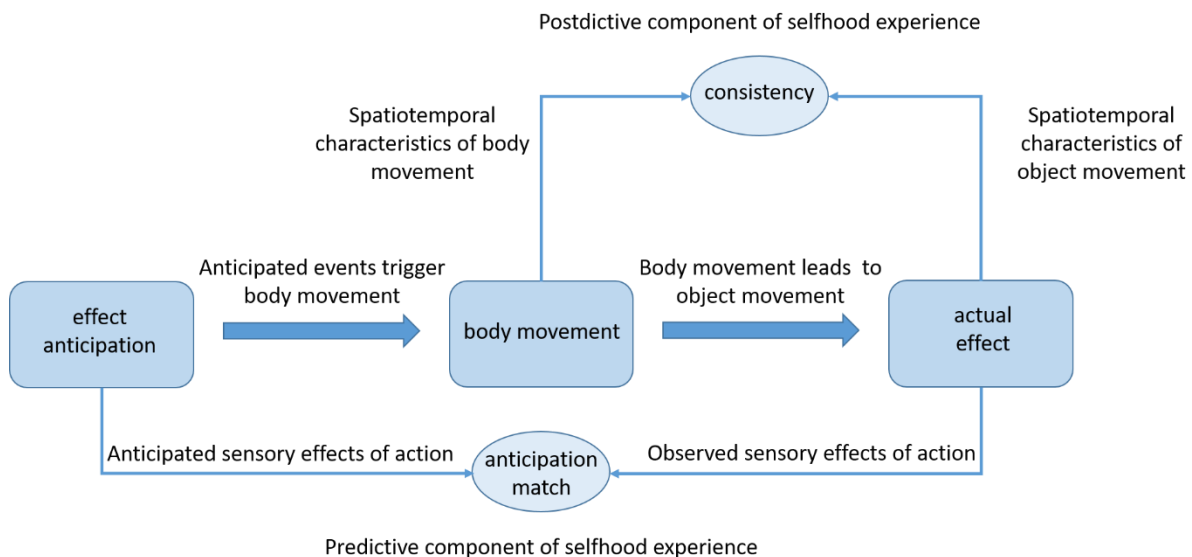 Postdictive component of selfhood experience
consistency
Spatiotemporal
characteristics of body
movement
Spatiotemporal
characteristics of
object movement
Anticipated events trigger
body movement
Body movement leads to
object movement
effect
anticipation
body movement
actual
effect
Anticipated sensory effects of action
anticipation
match
Observed sensory effects of action
Predictive component of selfhood experience